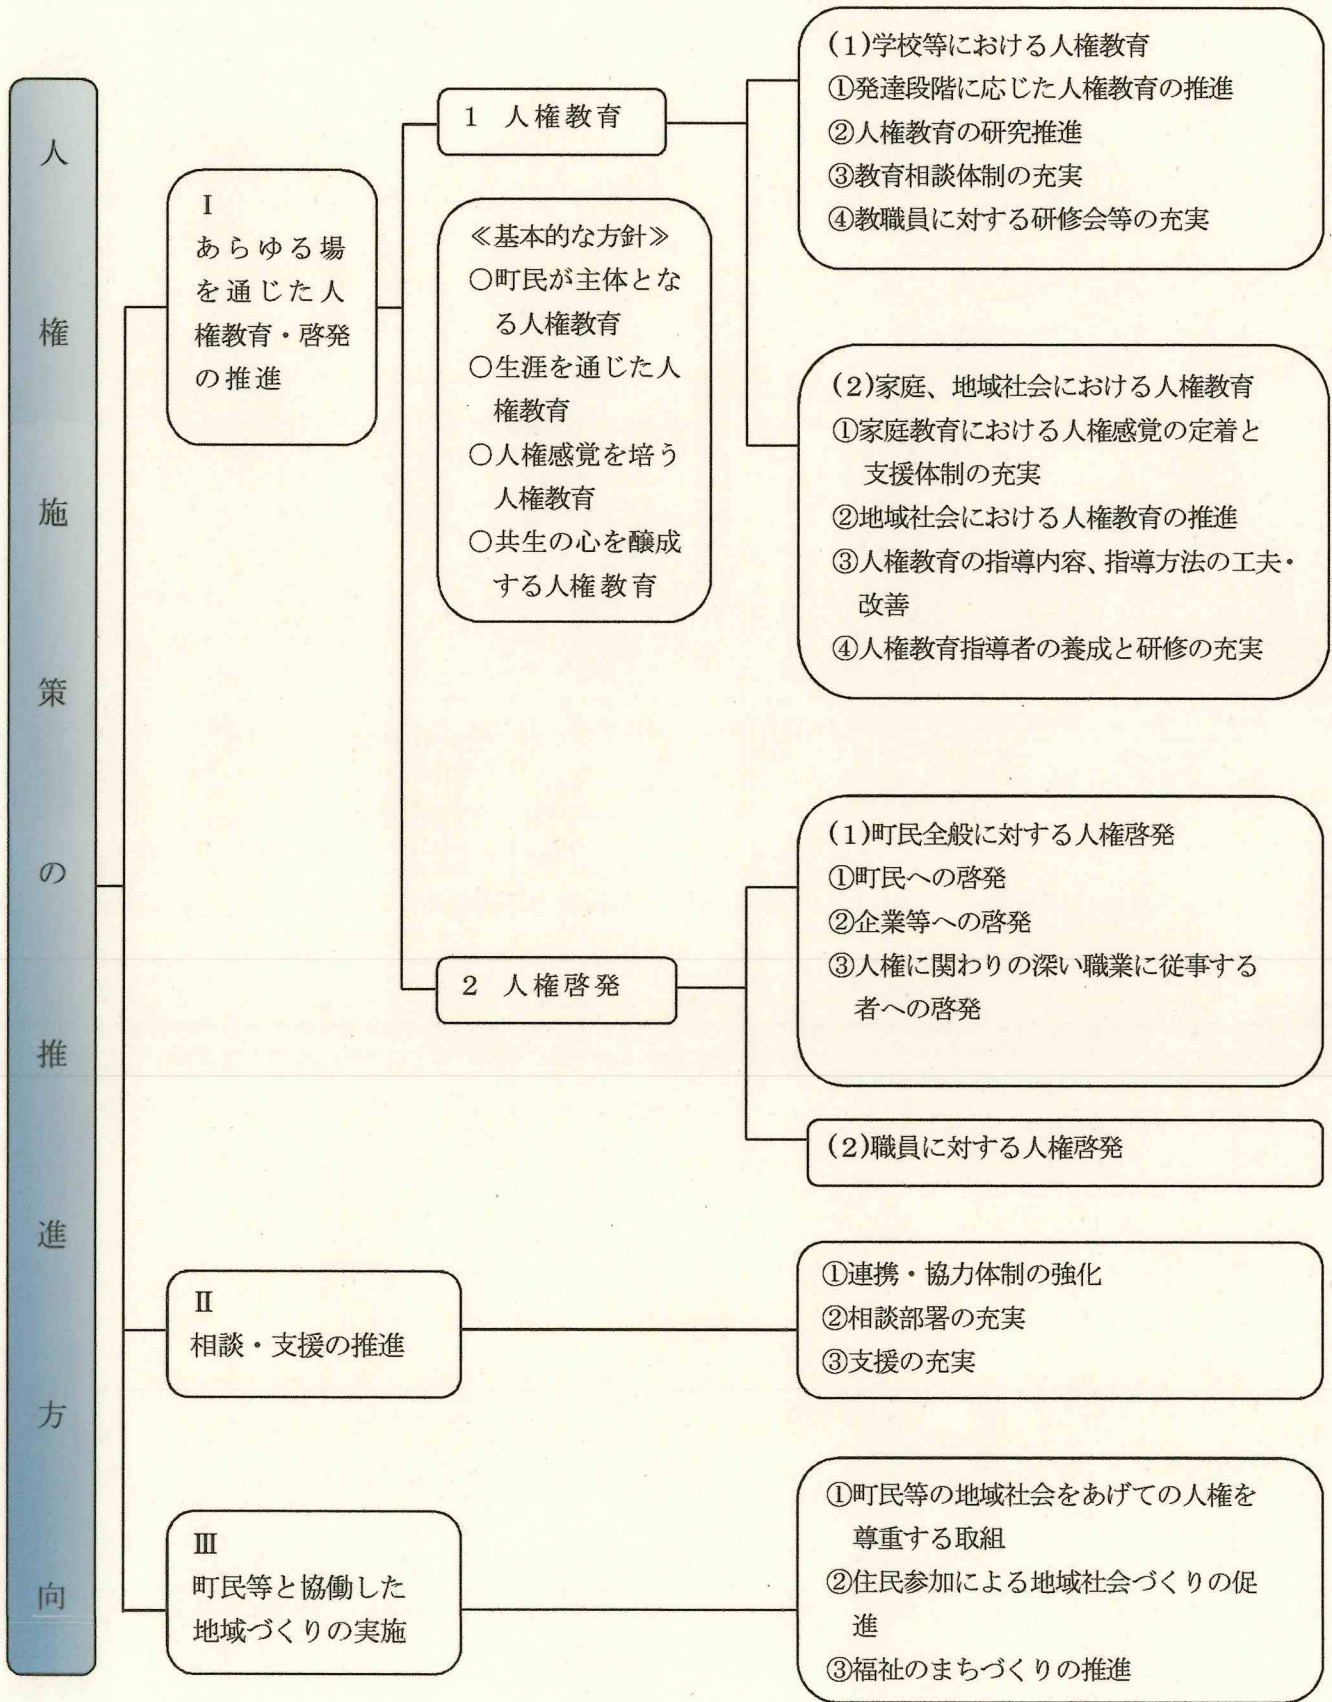 人権施策の推進方向
Ⅰ
あらゆる場
を通じた人
権教育・啓発
の推進
1 人権教育
≪基本的な方針≫
○町民が主体とな
る人権教育
○生涯を通じた人
権教育
○人権感覚を培う
人権教育
○共生の心を醸成
する人権教育
(1)学校等における人権教育
①発達段階に応じた人権教育の推進
②人権教育の研究推進
③教育相談体制の充実
④教職員に対する研修会等の充実
(2)家庭、地域社会における人権教育
①家庭教育における人権感覚の定着と
支援体制の充実
②地域社会における人権教育の推進
③人権教育の指導内容、指導方法の工夫・
改善
④人権教育指導者の養成と研修の充実
2 人権啓発
(1)町民全般に対する人権啓発
①町民への啓発
②企業等への啓発
③人権に関わりの深い職業に従事する
者への啓発
(2)職員に対する人権啓発
Ⅱ
相談・支援の推進
①連携・協力体制の強化
②相談部署の充実
③支援の充実
Ⅲ
町民等と協働した
地域づくりの実施
①町民等の地域社会をあげての人権を
尊重する取組
②住民参加による地域社会づくりの促
進
③福祉のまちづくりの推進